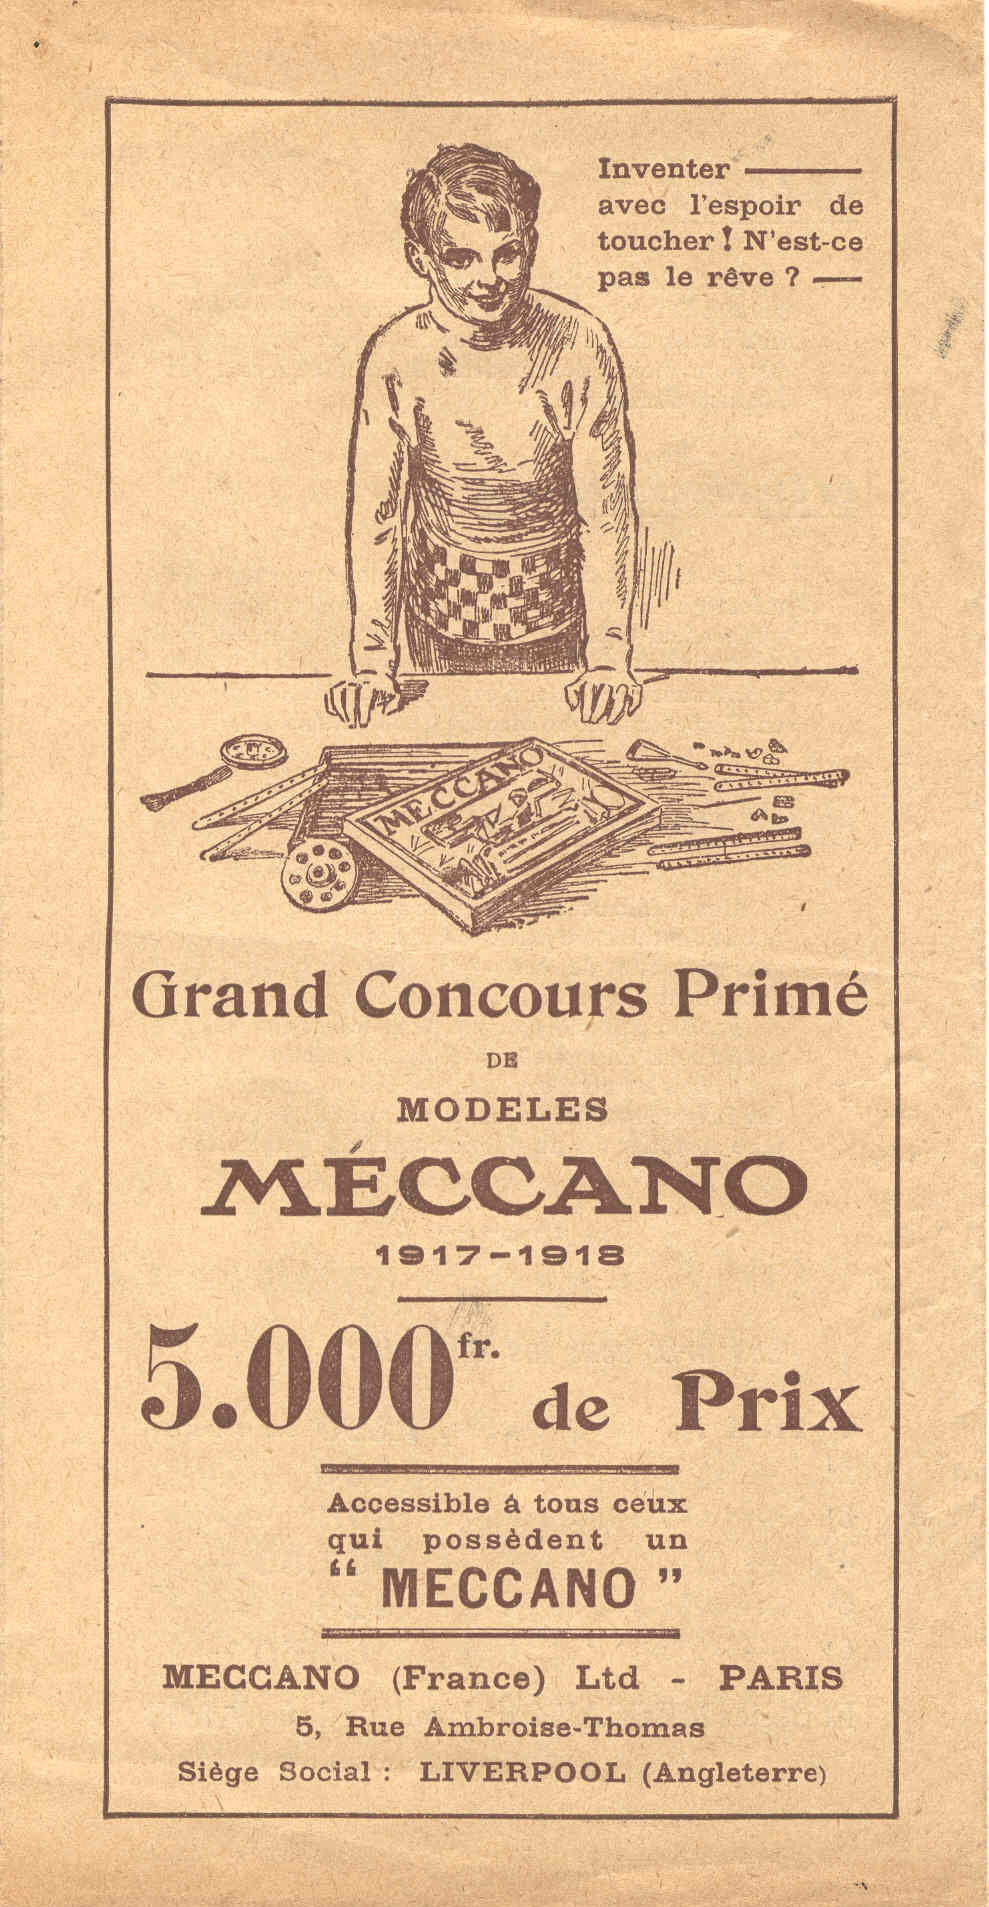 Inventer ———
avec l'espoir de
toucher ! N'est-ce
pas le rêve ? —
MECCANO
Grand Concours Primé
DE
MODELES
MÉCCANO
1917-1918
5.000 fr. de Prix
Accessible á tous ceux
qui possèdent un
“ MECCANO ”
MECCANO (France) Ltd - PARIS
5, Rue Ambroise-Thomas
Siège Social : LIVERPOOL (Angleterre)